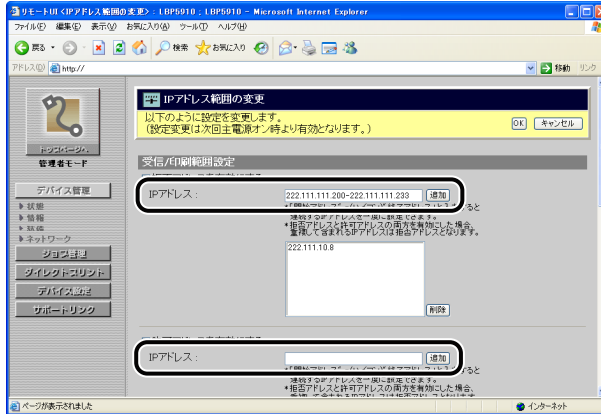 リモートUI <IPアドレス範囲の変更> : LBP5910 ; LBP5910 - Microsoft Internet Explorer
ファイル(F) 編集(E) 表示(V) お気に入り(A) ツール(T) ヘルプ(H)
戻る 検索 お気に入り
アドレス(D) http:// 移動 リンク
IPアドレス範囲の変更
以下のように設定を変更します。
(設定変更は次回主電源オン時より有効となります。)
OK キャンセル
トップページへ
管理者モード
デバイス管理
状態
情報
装備
ネットワーク
ジョブ管理
ダイレクトプリント
デバイス設定
サポートリンク
受信/印刷範囲設定
IPアドレス : 222.111.111.200-222.111.111.233 追加
連続するIPアドレスを一度に設定できます。
*拒否アドレスと許可アドレスの両方を有効にした場合、
重複して含まれるIPアドレスは拒否アドレスとなります。
222.111.10.8
削除
IPアドレス : 追加
連続するIPアドレスを一度に設定できます。
*拒否アドレスと許可アドレスの両方を有効にした場合、
ページが表示されました インターネット